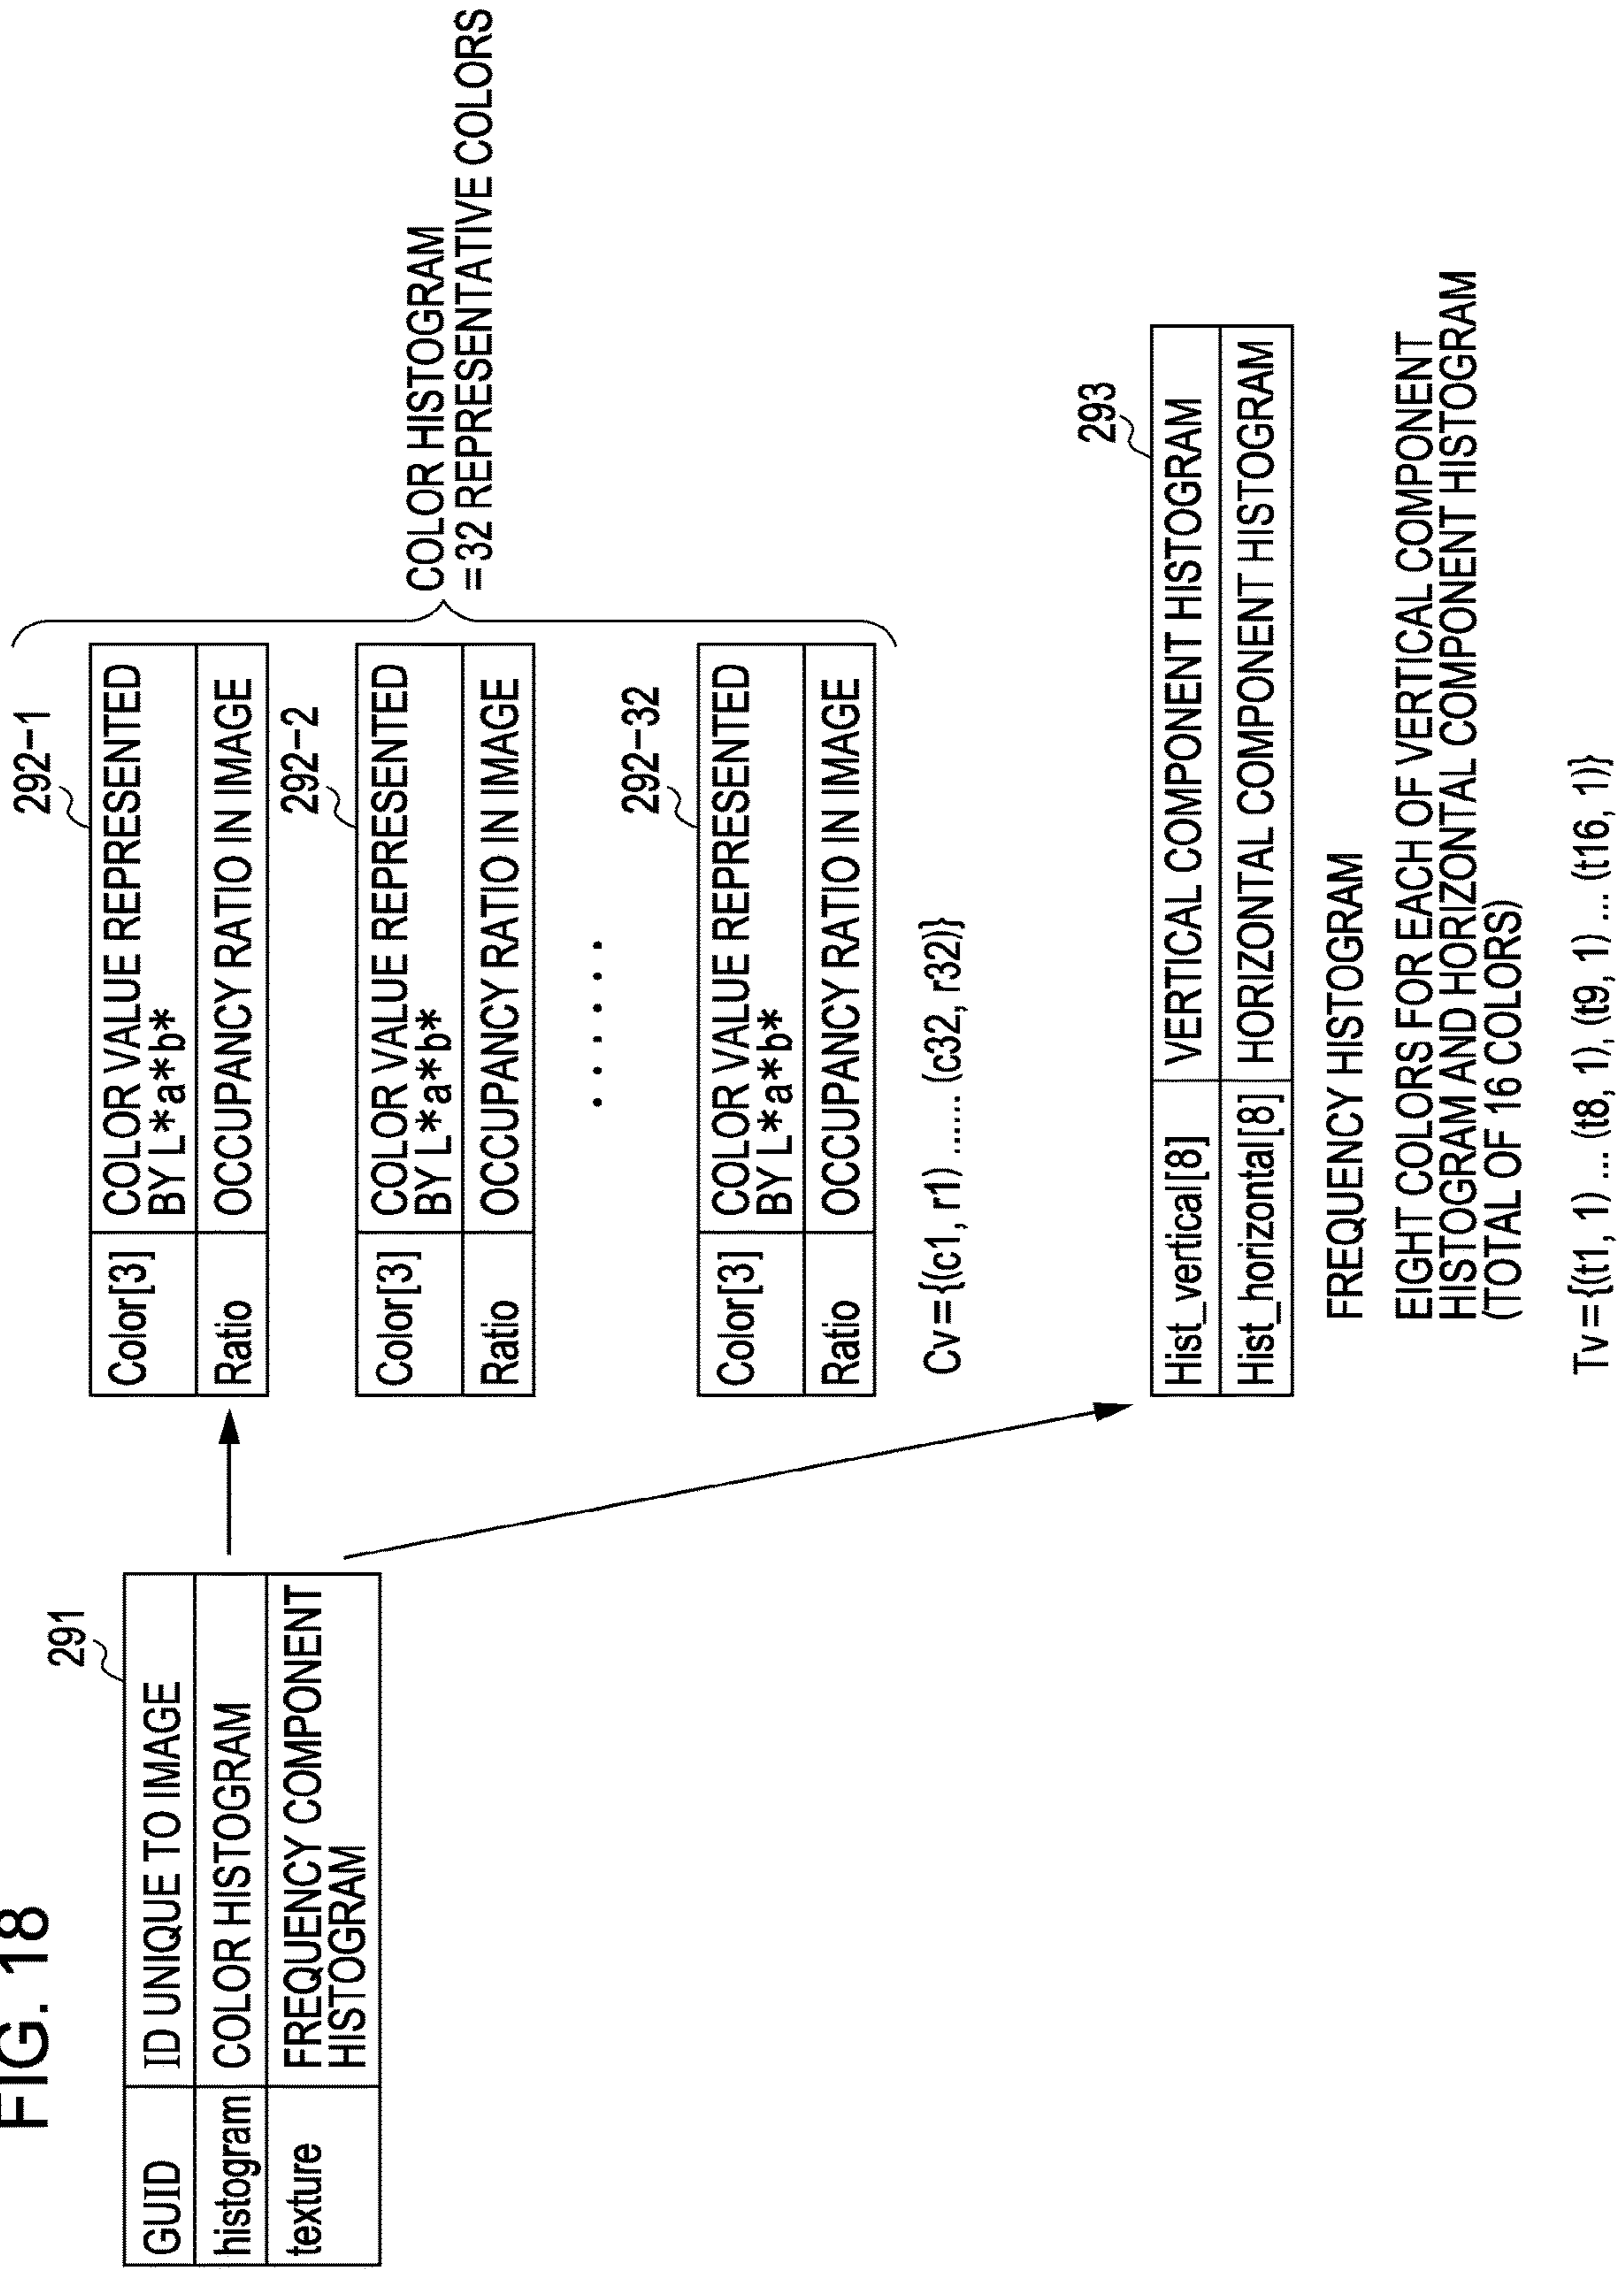 FIG. 18
291
GUID
ID UNIQUE TO IMAGE
histogram
COLOR HISTOGRAM
texture
FREQUENCY COMPONENT
HISTOGRAM
292-1
Color[3]
COLOR VALUE REPRESENTED
BY L*a*b*
Ratio
OCCUPANCY RATIO IN IMAGE
292-2
Color[3]
COLOR VALUE REPRESENTED
BY L*a*b*
Ratio
OCCUPANCY RATIO IN IMAGE
......
292-32
Color[3]
COLOR VALUE REPRESENTED
BY L*a*b*
Ratio
OCCUPANCY RATIO IN IMAGE
COLOR HISTOGRAM
=32 REPRESENTATIVE COLORS
Cv={(c1, r1) ...... (c32, r32)}
293
Hist_vertical[8]
VERTICAL COMPONENT HISTOGRAM
Hist_horizontal[8]
HORIZONTAL COMPONENT HISTOGRAM
FREQUENCY HISTOGRAM
EIGHT COLORS FOR EACH OF VERTICAL COMPONENT
HISTOGRAM AND HORIZONTAL COMPONENT HISTOGRAM
(TOTAL OF 16 COLORS)
Tv={(t1, 1) ... (t8, 1), (t9, 1) ... (t16, 1)}